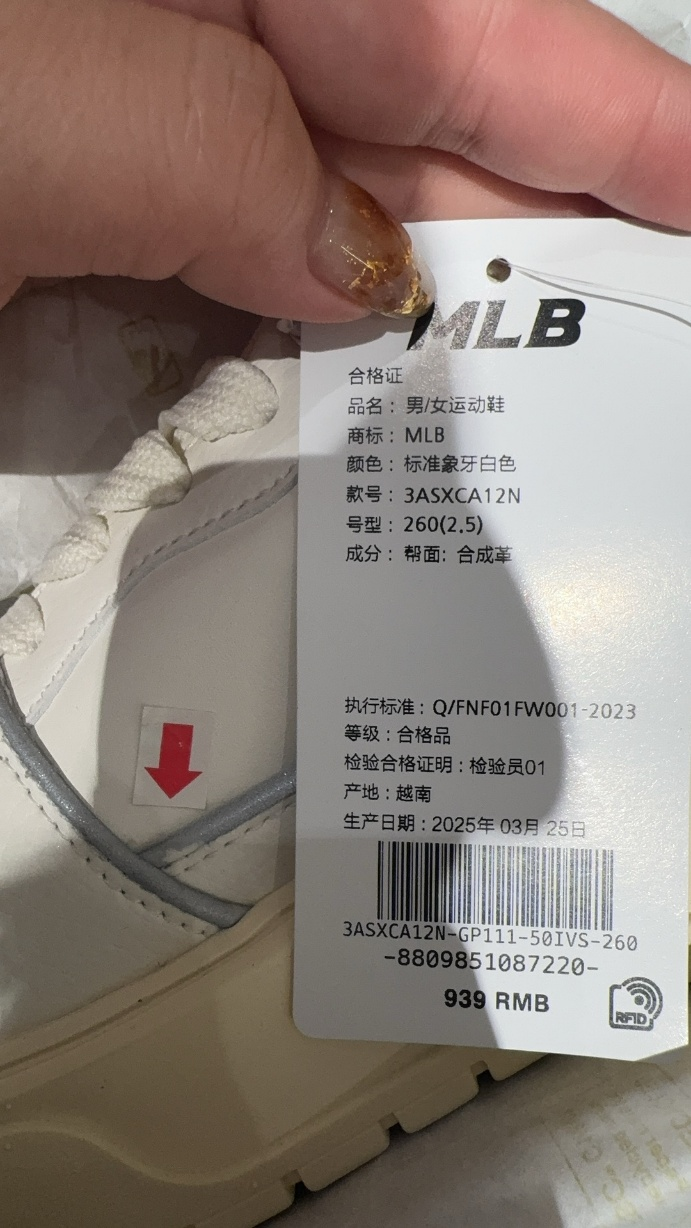 MLB
合格证
品名：男/女运动鞋
商标：MLB
颜色：标准象牙白色
款号：3ASXCA12N
号型：260(2.5)
成分：帮面: 合成革
执行标准：Q/FNF01FW001-2023
等级：合格品
检验合格证明：检验员01
产地：越南
生产日期：2025年 03月 25日
3ASXCA12N-GP111-50IVS-260
-8809851087220-
939 RMB
RFID